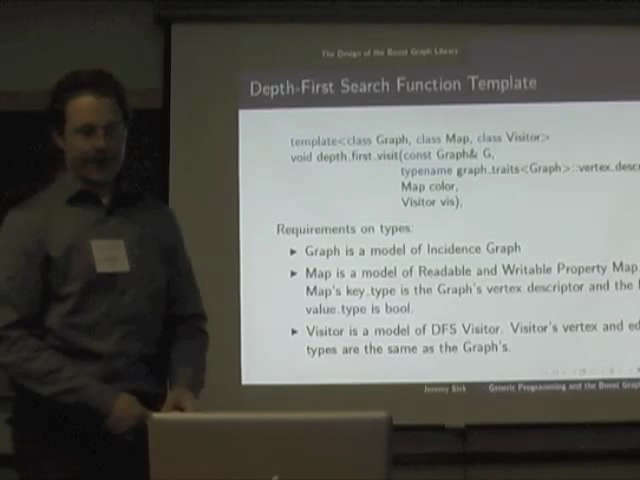 The Design of the Boost Graph Library
Depth-First Search Function Template
template<class Graph, class Map, class Visitor>
void depth_first_visit(const Graph& G,
typename graph_traits<Graph>::vertex_descr
Map color,
Visitor vis),
Requirements on types:
► Graph is a model of Incidence Graph
► Map is a model of Readable and Writable Property Map.
Map's key_type is the Graph's vertex_descriptor and the
value_type is bool.
► Visitor is a model of DFS Visitor. Visitor's vertex and ed
types are the same as the Graph's.
Jeremy Siek Generic Programming and the Boost Graph